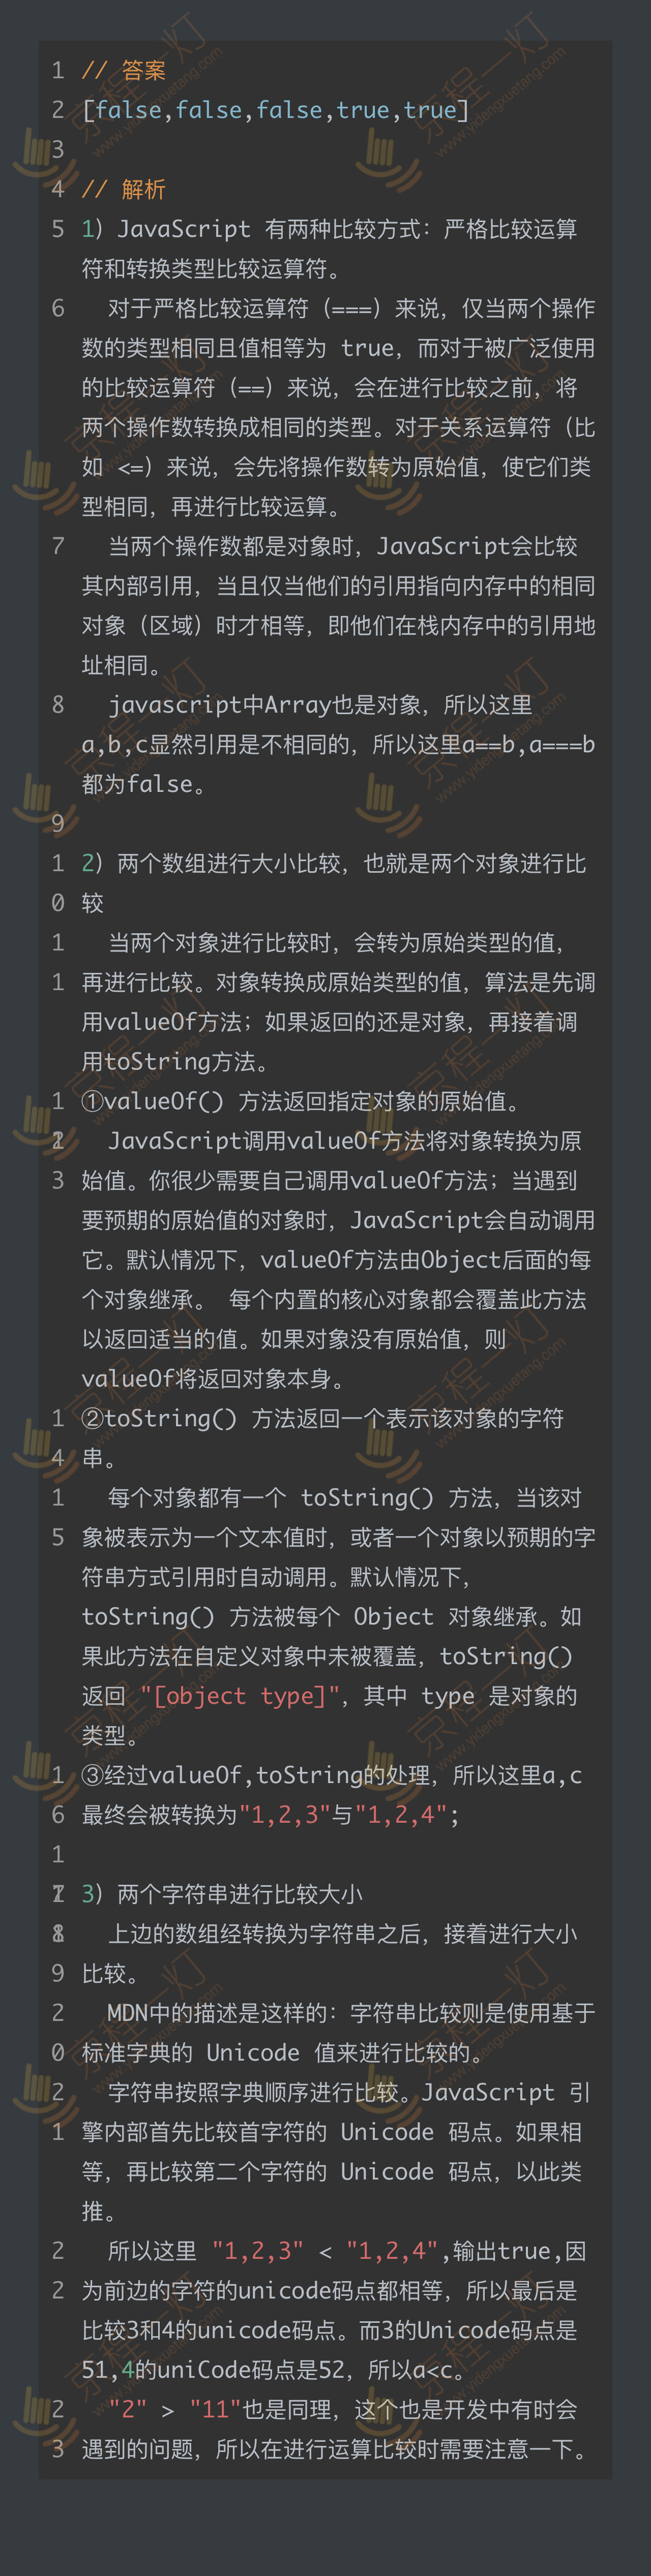 1 // 答案
2 [false,false,false,true,true]
3
4 // 解析
5 1）JavaScript 有两种比较方式：严格比较运算
符和转换类型比较运算符。
6 对于严格比较运算符（===）来说，仅当两个操作
数的类型相同且值相等为 true，而对于被广泛使用
的比较运算符（==）来说，会在进行比较之前，将
两个操作数转换成相同的类型。对于关系运算符（比
如 <=）来说，会先将操作数转为原始值，使它们类
型相同，再进行比较运算。
7 当两个操作数都是对象时，JavaScript会比较
其内部引用，当且仅当他们的引用指向内存中的相同
对象（区域）时才相等，即他们在栈内存中的引用地
址相同。
8 javascript中Array也是对象，所以这里
a,b,c显然引用是不相同的，所以这里a==b,a===b
都为false。
9
1 2）两个数组进行大小比较，也就是两个对象进行比
0 较
1 当两个对象进行比较时，会转为原始类型的值，
1 再进行比较。对象转换成原始类型的值，算法是先调
用valueOf方法；如果返回的还是对象，再接着调
用toString方法。
1 ①valueOf() 方法返回指定对象的原始值。
JavaScript调用valueOf方法将对象转换为原
3 始值。你很少需要自己调用valueOf方法；当遇到
要预期的原始值的对象时，JavaScript会自动调用
它。默认情况下，valueOf方法由Object后面的每
个对象继承。 每个内置的核心对象都会覆盖此方法
以返回适当的值。如果对象没有原始值，则
valueOf将返回对象本身。
1 ②toString() 方法返回一个表示该对象的字符
4 串。
1 每个对象都有一个 toString() 方法，当该对
5 象被表示为一个文本值时，或者一个对象以预期的字
符串方式引用时自动调用。默认情况下，
toString() 方法被每个 Object 对象继承。如
果此方法在自定义对象中未被覆盖，toString()
返回 "[object type]"，其中 type 是对象的
类型。
1 ③经过valueOf,toString的处理，所以这里a,c
6 最终会被转换为"1,2,3"与"1,2,4";
1
3）两个字符串进行比较大小
上边的数组经转换为字符串之后，接着进行大小
9 比较。
2 MDN中的描述是这样的：字符串比较则是使用基于
0 标准字典的 Unicode 值来进行比较的。
2 字符串按照字典顺序进行比较。JavaScript 引
1 擎内部首先比较首字符的 Unicode 码点。如果相
等，再比较第二个字符的 Unicode 码点，以此类
推。
2 所以这里 "1,2,3" < "1,2,4",输出true,因
2 为前边的字符的unicode码点都相等，所以最后是
比较3和4的unicode码点。而3的Unicode码点是
51,4的uniCode码点是52，所以a<c。
2 "2" > "11"也是同理，这个也是开发中有时会
3 遇到的问题，所以在进行运算比较时需要注意一下。
京程一灯
www.yidengxuetang.com